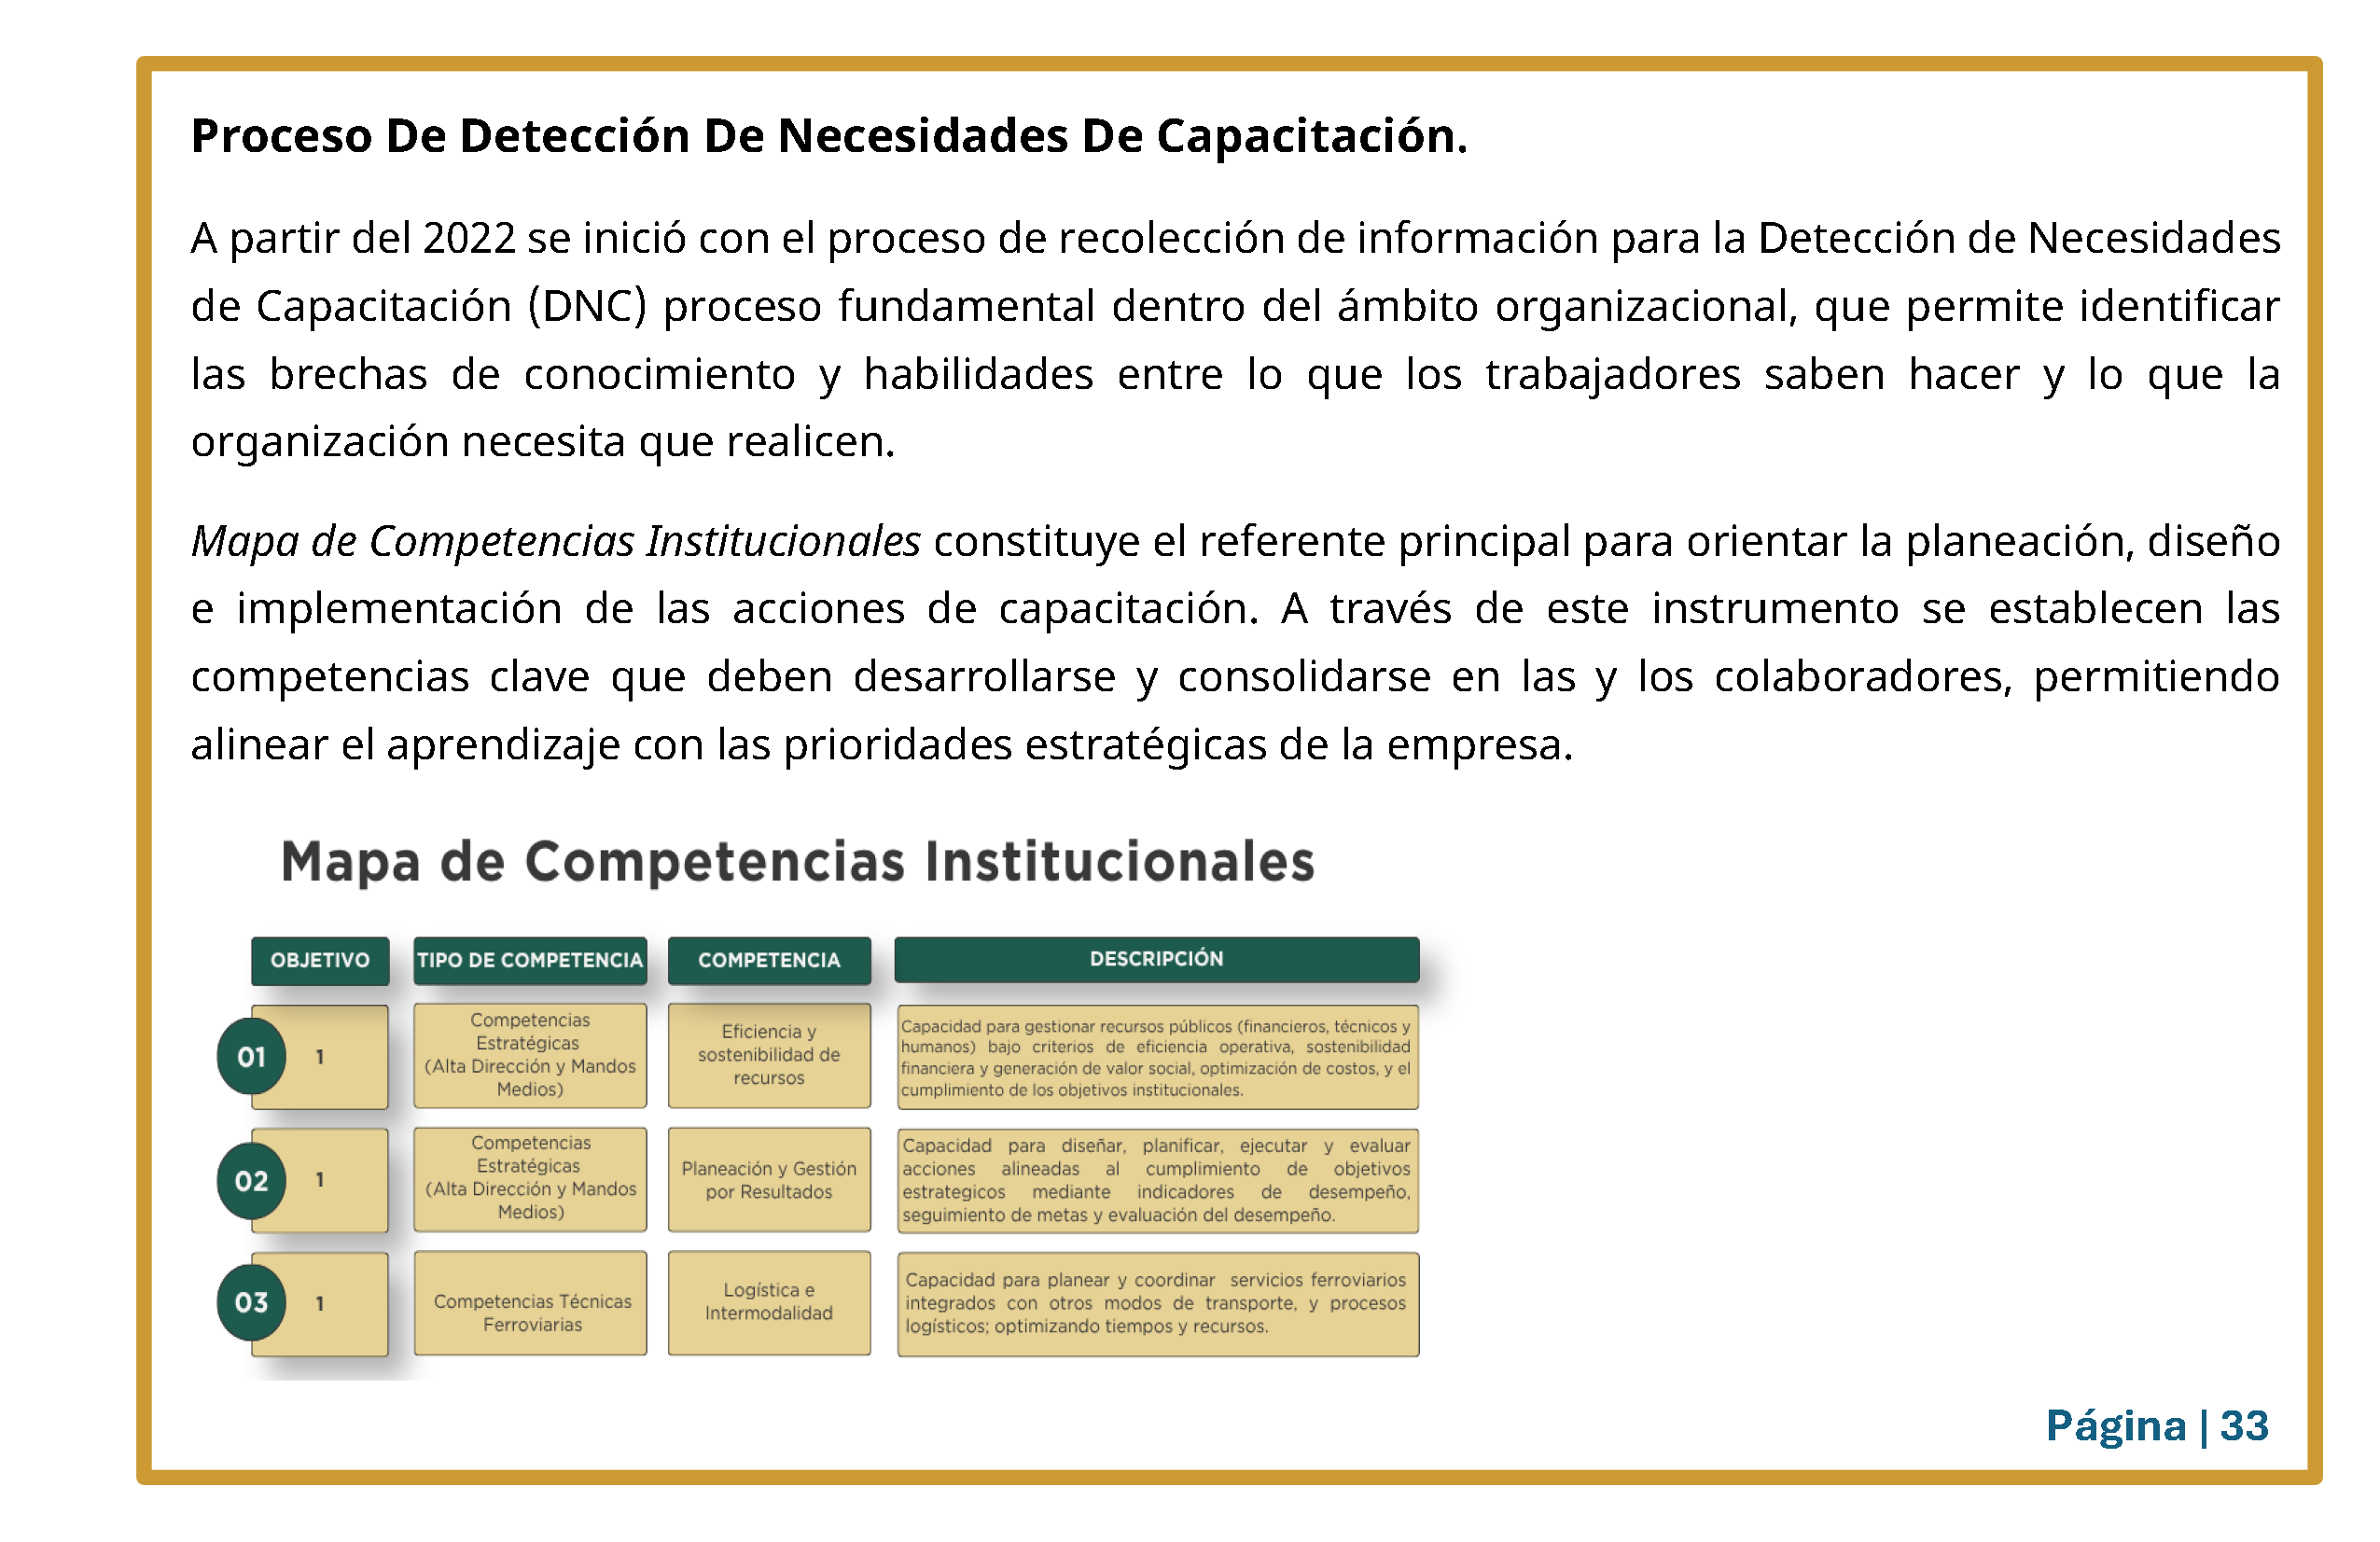 Proceso De Detección De Necesidades De Capacitación.
A partir del 2022 se inició con el proceso de recolección de información para la Detección de Necesidades
de Capacitación (DNC) proceso fundamental dentro del ámbito organizacional, que permite identificar
las brechas de conocimiento y habilidades entre lo que los trabajadores saben hacer y lo que la
organización necesita que realicen.
Mapa de Competencias Institucionales constituye el referente principal para orientar la planeación, diseño
e implementación de las acciones de capacitación. A través de este instrumento se establecen las
competencias clave que deben desarrollarse y consolidarse en las y los colaboradores, permitiendo
alinear el aprendizaje con las prioridades estratégicas de la empresa.
Mapa de Competencias Institucionales
OBJETIVO
TIPO DE COMPETENCIA
COMPETENCIA
DESCRIPCIÓN
01
1
Competencias
Estratégicas
(Alta Dirección y Mandos
Medios)
Eficiencia y
sostenibilidad de
recursos
Capacidad para gestionar recursos públicos (financieros, técnicos y
humanos) bajo criterios de eficiencia operativa, sostenibilidad
financiera y generación de valor social, optimización de costos, y el
cumplimiento de los objetivos institucionales.
02
1
Competencias
Estratégicas
(Alta Dirección y Mandos
Medios)
Planeación y Gestión
por Resultados
Capacidad para diseñar, planificar, ejecutar y evaluar
acciones alineadas al cumplimiento de objetivos
estrategicos mediante indicadores de desempeño,
seguimiento de metas y evaluación del desempeño.
03
1
Competencias Técnicas
Ferroviarias
Logística e
Intermodalidad
Capacidad para planear y coordinar servicios ferroviarios
integrados con otros modos de transporte, y procesos
logísticos; optimizando tiempos y recursos.
Página | 33